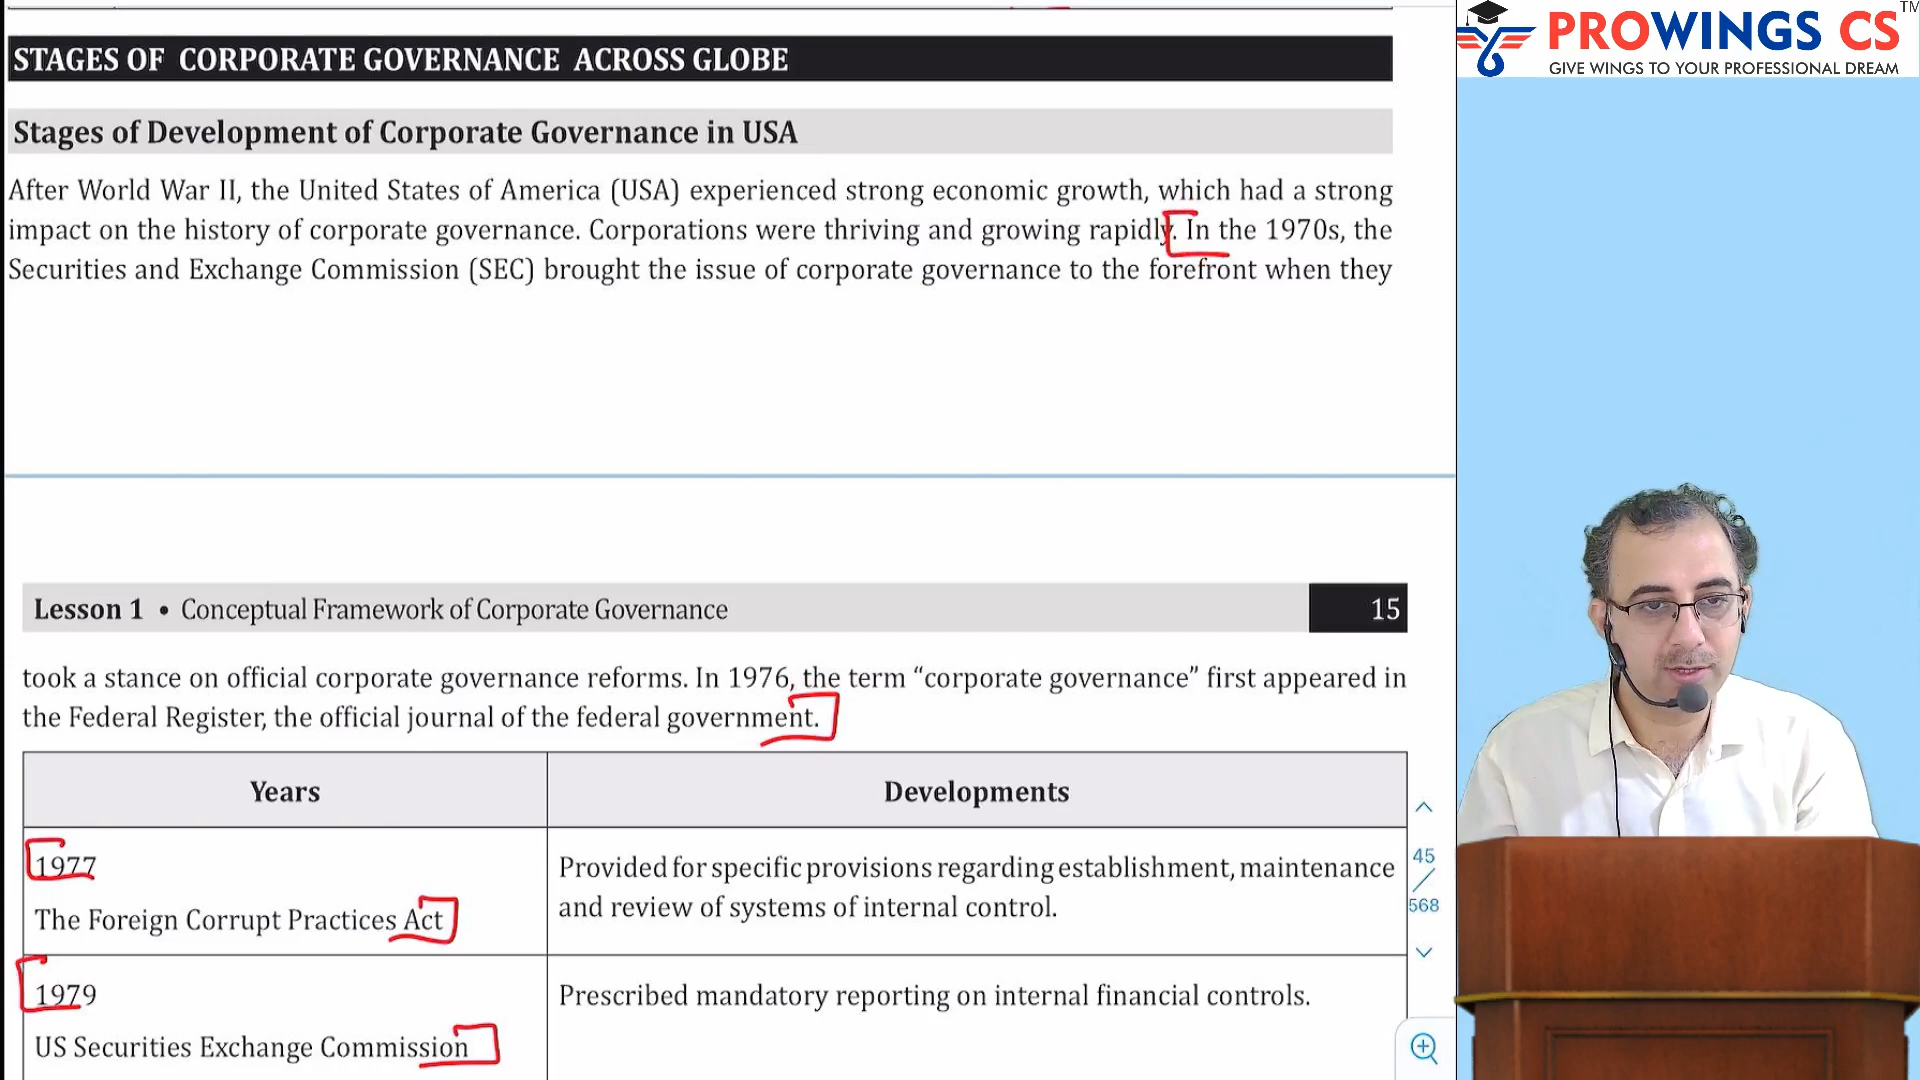 STAGES OF CORPORATE GOVERNANCE ACROSS GLOBE
Stages of Development of Corporate Governance in USA
After World War II, the United States of America (USA) experienced strong economic growth, which had a strong
impact on the history of corporate governance. Corporations were thriving and growing rapidly. In the 1970s, the
Securities and Exchange Commission (SEC) brought the issue of corporate governance to the forefront when they
Lesson 1 • Conceptual Framework of Corporate Governance
15
took a stance on official corporate governance reforms. In 1976, the term “corporate governance” first appeared in
the Federal Register, the official journal of the federal government.
Years
Developments
1977
The Foreign Corrupt Practices Act
Provided for specific provisions regarding establishment, maintenance
and review of systems of internal control.
1979
US Securities Exchange Commission
Prescribed mandatory reporting on internal financial controls.
45
568
PROWINGS CS
TM
GIVE WINGS TO YOUR PROFESSIONAL DREAM